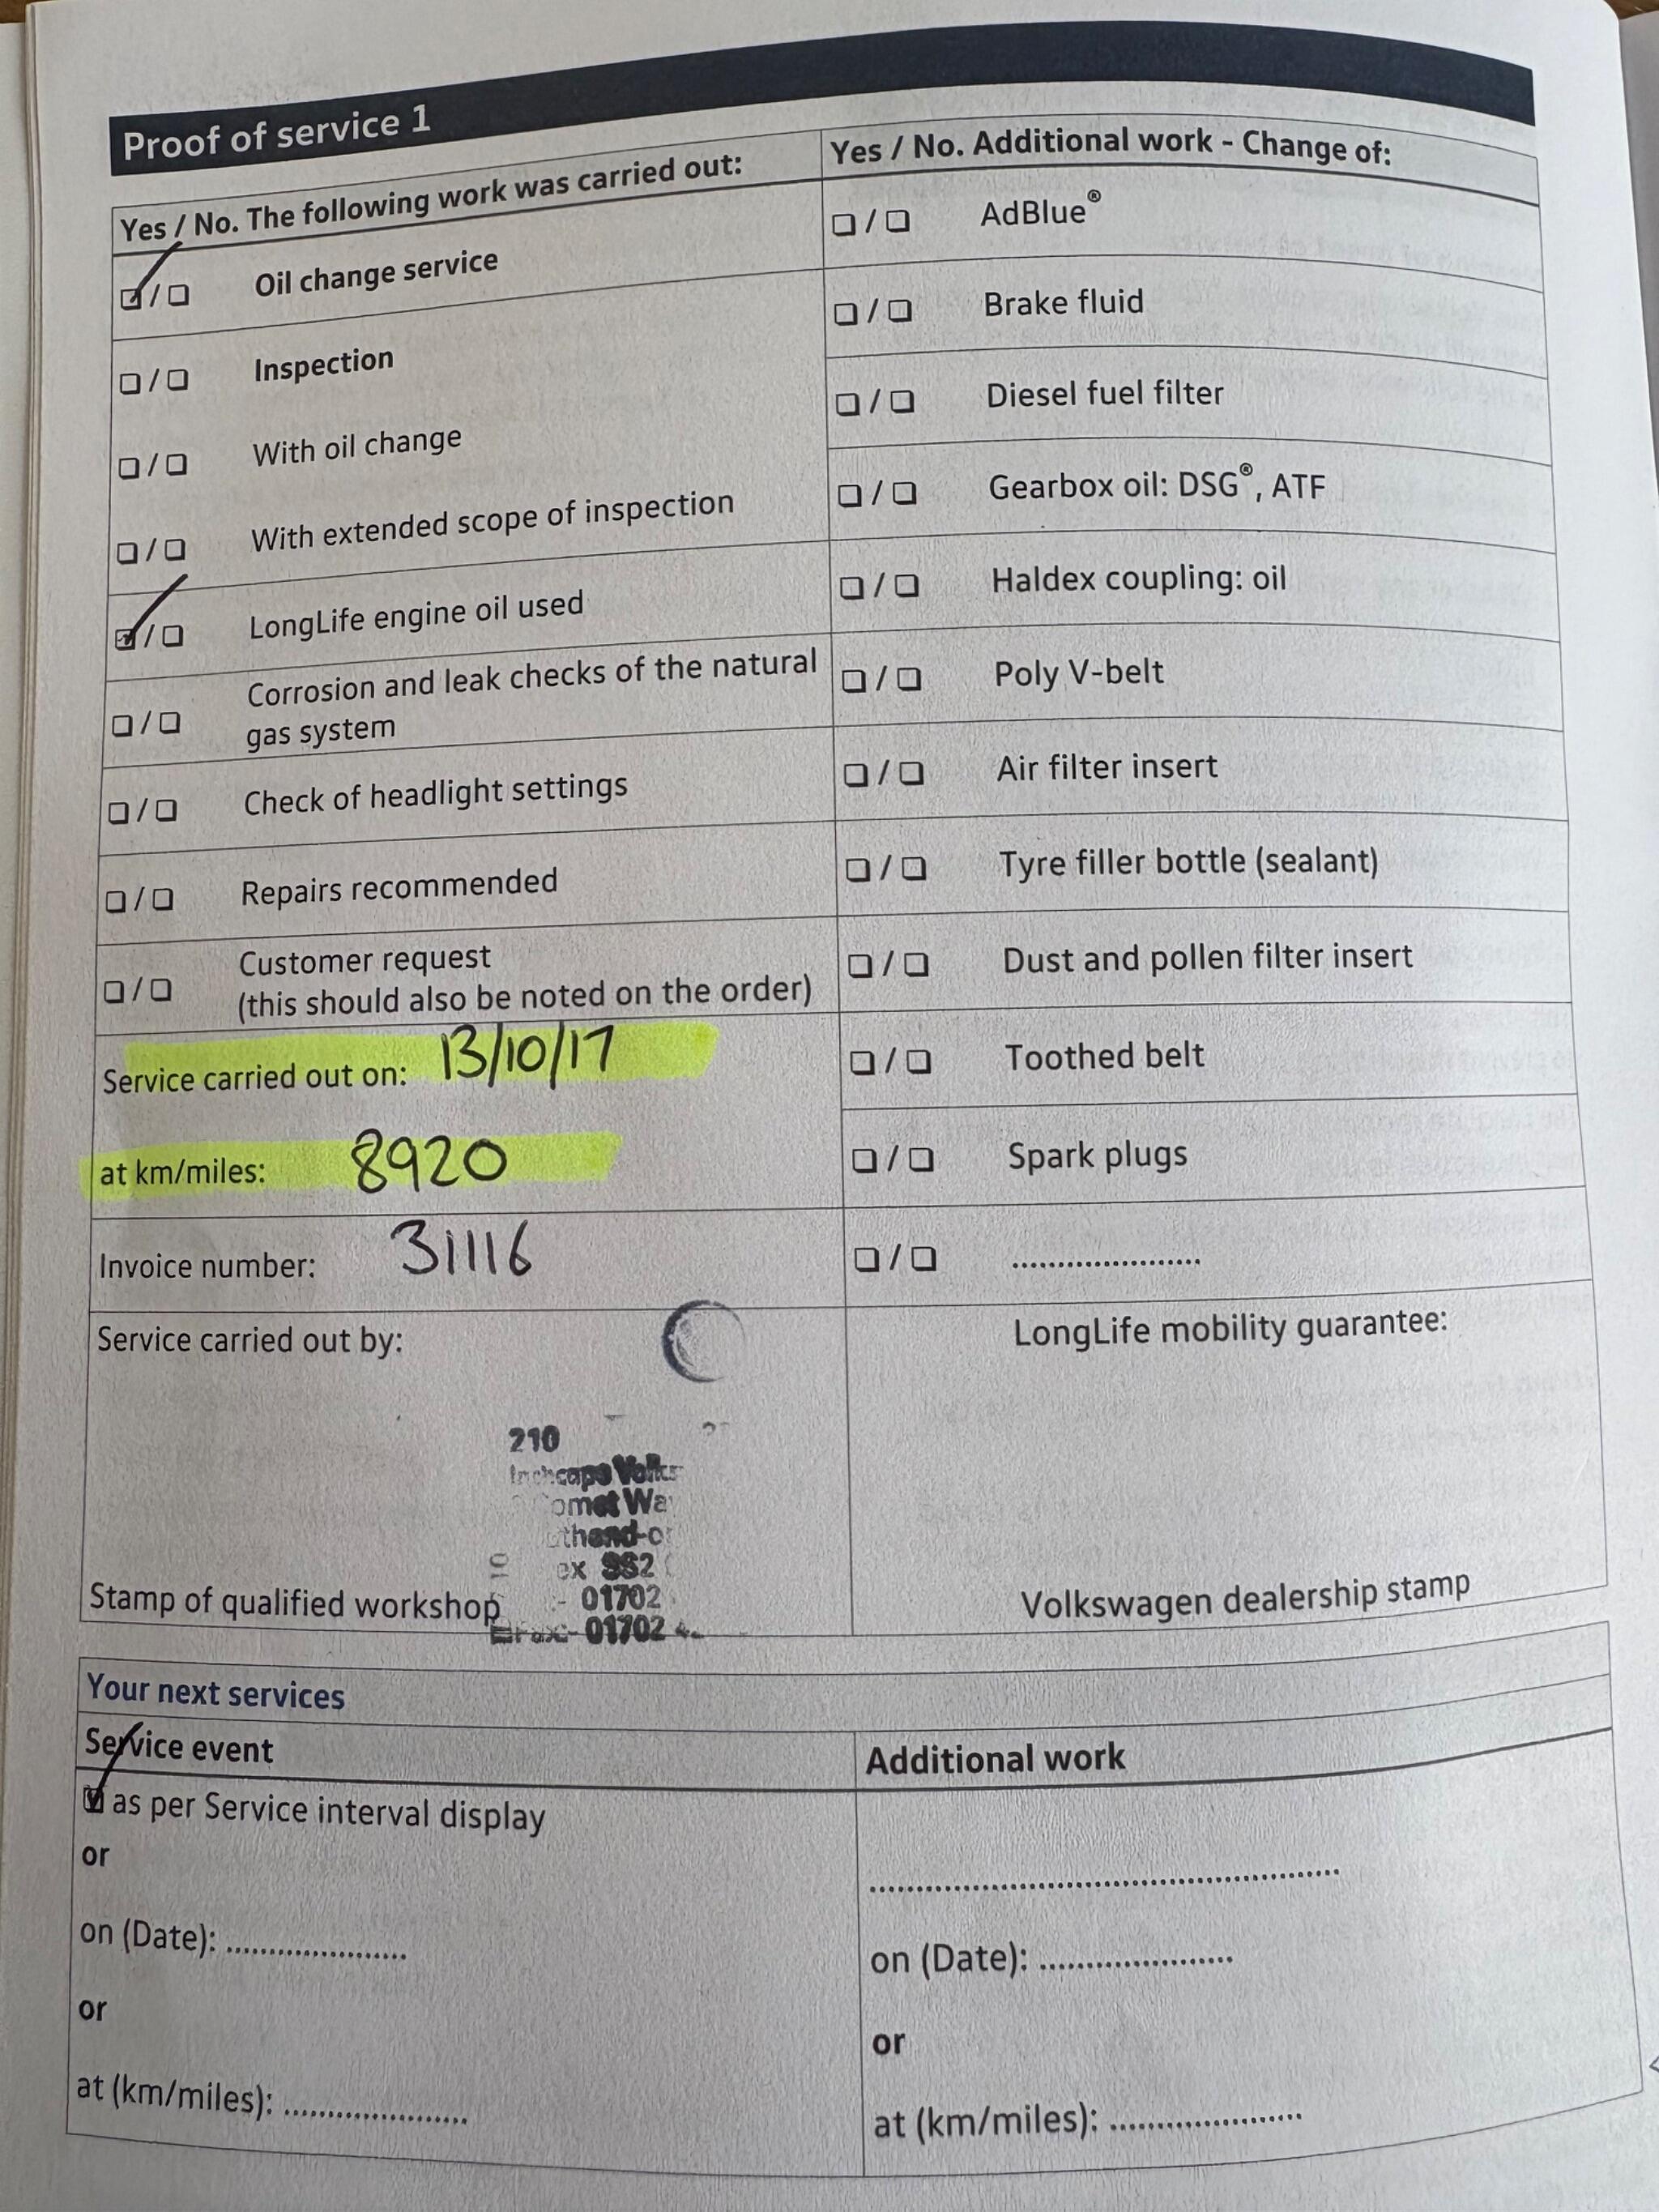 Proof of service 1
Yes / No. The following work was carried out:
☑/☐ Oil change service
☐/☐ Inspection
☐/☐ With oil change
☐/☐ With extended scope of inspection
☑/☐ LongLife engine oil used
☐/☐ Corrosion and leak checks of the natural
gas system
☐/☐ Check of headlight settings
☐/☐ Repairs recommended
☐/☐ Customer request
(this should also be noted on the order)
Service carried out on: 13/10/17
at km/miles: 8920
Invoice number: 31116
Service carried out by:
210
omet Wa
thend-o
ex SS2
01702
Stamp of qualified workshop
Fax:- 01702
Yes / No. Additional work - Change of:
☐/☐ AdBlue®
☐/☐ Brake fluid
☐/☐ Diesel fuel filter
☐/☐ Gearbox oil: DSG®, ATF
☐/☐ Haldex coupling: oil
☐/☐ Poly V-belt
☐/☐ Air filter insert
☐/☐ Tyre filler bottle (sealant)
☐/☐ Dust and pollen filter insert
☐/☐ Toothed belt
☐/☐ Spark plugs
☐/☐ ......................
LongLife mobility guarantee:
Volkswagen dealership stamp
Your next services
Service event
☑ as per Service interval display
or
on (Date): ......................
or
at (km/miles): ......................
Additional work
......................................................
on (Date): ......................
or
at (km/miles): ......................